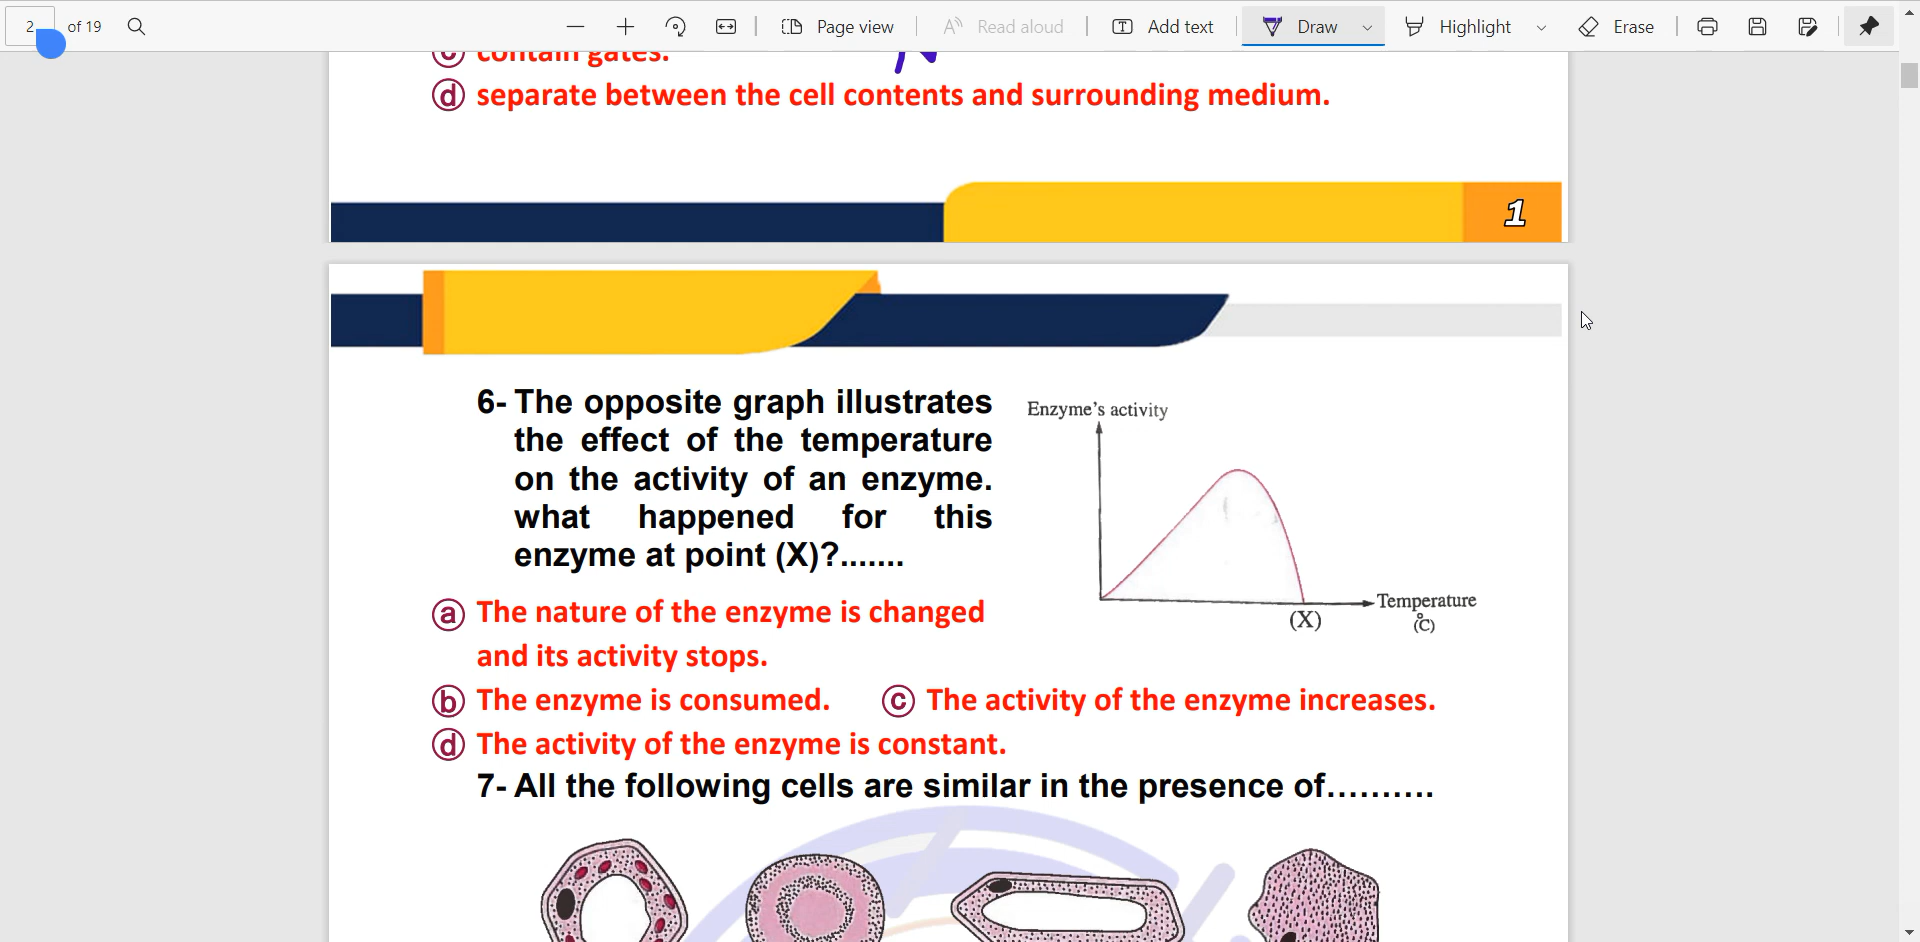 2 of 19 Page view Read aloud Add text Draw Highlight Erase
c contain gates.
d separate between the cell contents and surrounding medium.
1
6- The opposite graph illustrates
the effect of the temperature
on the activity of an enzyme.
what happened for this
enzyme at point (X)?.......
Enzyme's activity
Temperature
(X)
(°C)
a The nature of the enzyme is changed
and its activity stops.
b The enzyme is consumed. c The activity of the enzyme increases.
d The activity of the enzyme is constant.
7- All the following cells are similar in the presence of..........